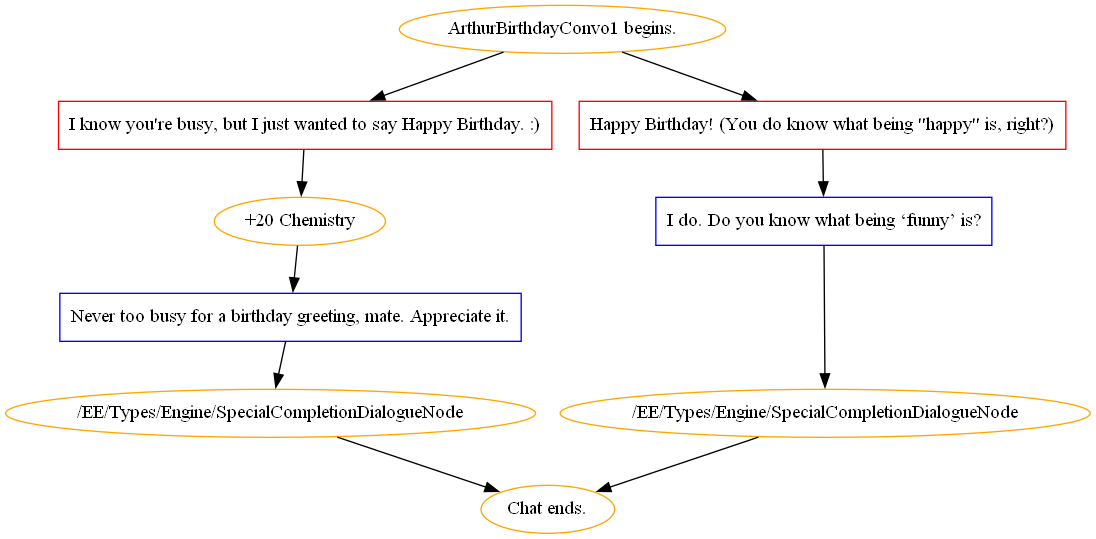 ArthurBirthdayConvo1 begins.
I know you're busy, but I just wanted to say Happy Birthday. :)
Happy Birthday! (You do know what being "happy" is, right?)
+20 Chemistry
I do. Do you know what being ‘funny’ is?
Never too busy for a birthday greeting, mate. Appreciate it.
/EE/Types/Engine/SpecialCompletionDialogueNode
/EE/Types/Engine/SpecialCompletionDialogueNode
Chat ends.